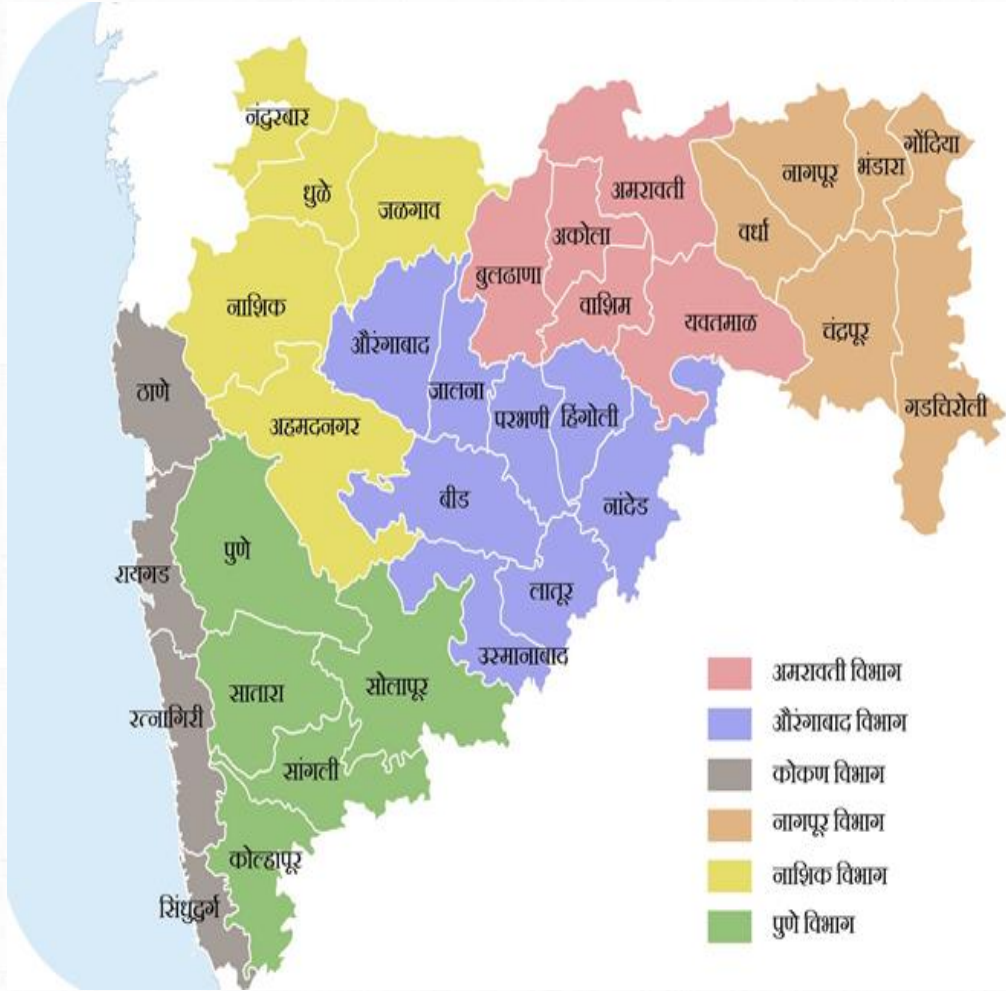 नंदुरबार
धुळे
जळगाव
नाशिक
अहमदनगर
अमरावती
अकोला
बुलढाणा
वाशिम
यवतमाळ
नागपूर
भंडारा
गोंदिया
वर्धा
चंद्रपूर
गडचिरोली
औरंगाबाद
जालना
परभणी
हिंगोली
बीड
नांदेड
लातूर
उस्मानाबाद
ठाणे
रायगड
रत्नागिरी
सिंधुदुर्ग
पुणे
सातारा
सोलापूर
सांगली
कोल्हापूर
अमरावती विभाग
औरंगाबाद विभाग
कोकण विभाग
नागपूर विभाग
नाशिक विभाग
पुणे विभाग